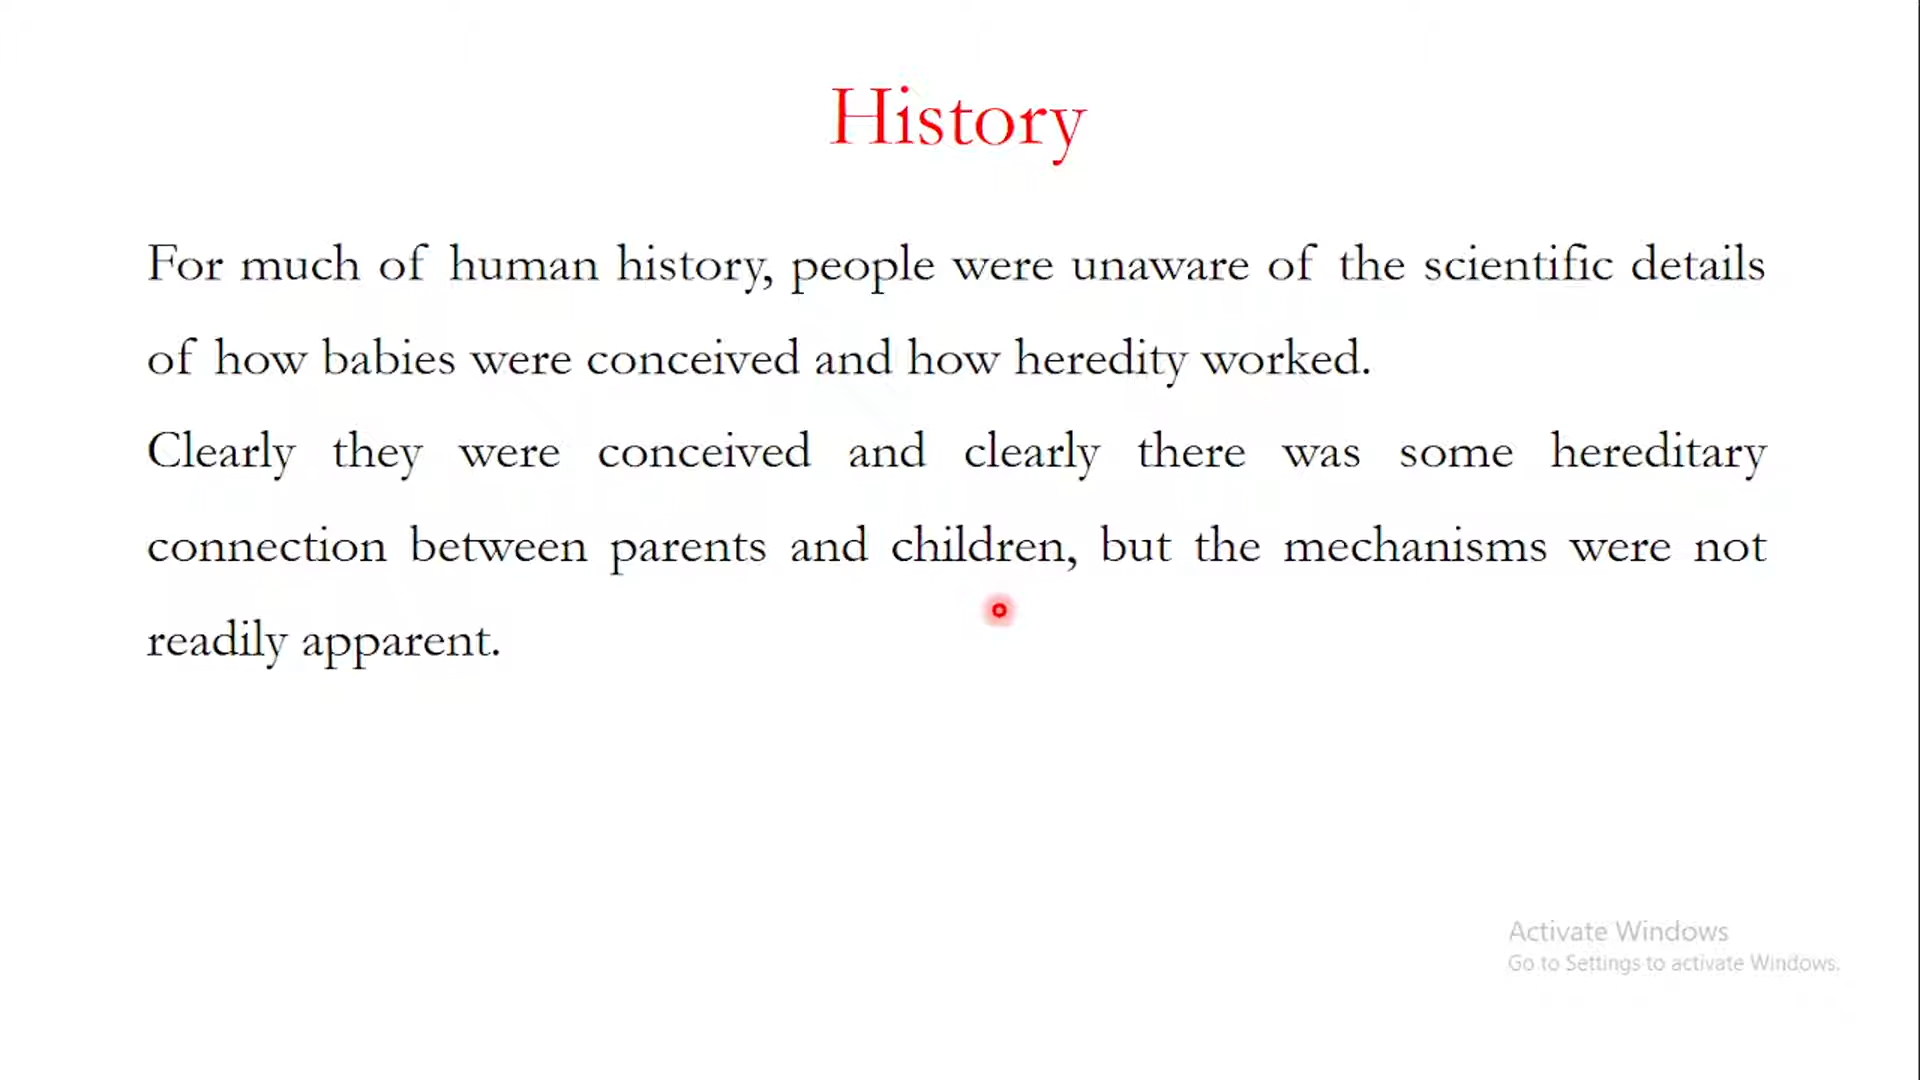 History
For much of human history, people were unaware of the scientific details
of how babies were conceived and how heredity worked.
Clearly they were conceived and clearly there was some hereditary
connection between parents and children, but the mechanisms were not
readily apparent.
Activate Windows
Go to Settings to activate Windows.